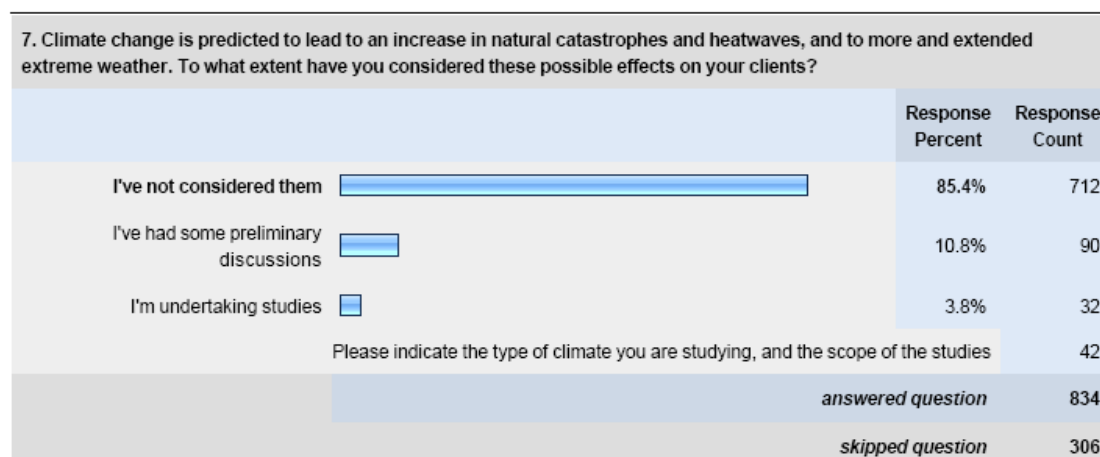 7. Climate change is predicted to lead to an increase in natural catastrophes and heatwaves, and to more and extended
extreme weather. To what extent have you considered these possible effects on your clients?
Response Percent Response Count
I've not considered them 85.4% 712
I've had some preliminary discussions 10.8% 90
I'm undertaking studies 3.8% 32
Please indicate the type of climate you are studying, and the scope of the studies 42
answered question 834
skipped question 306